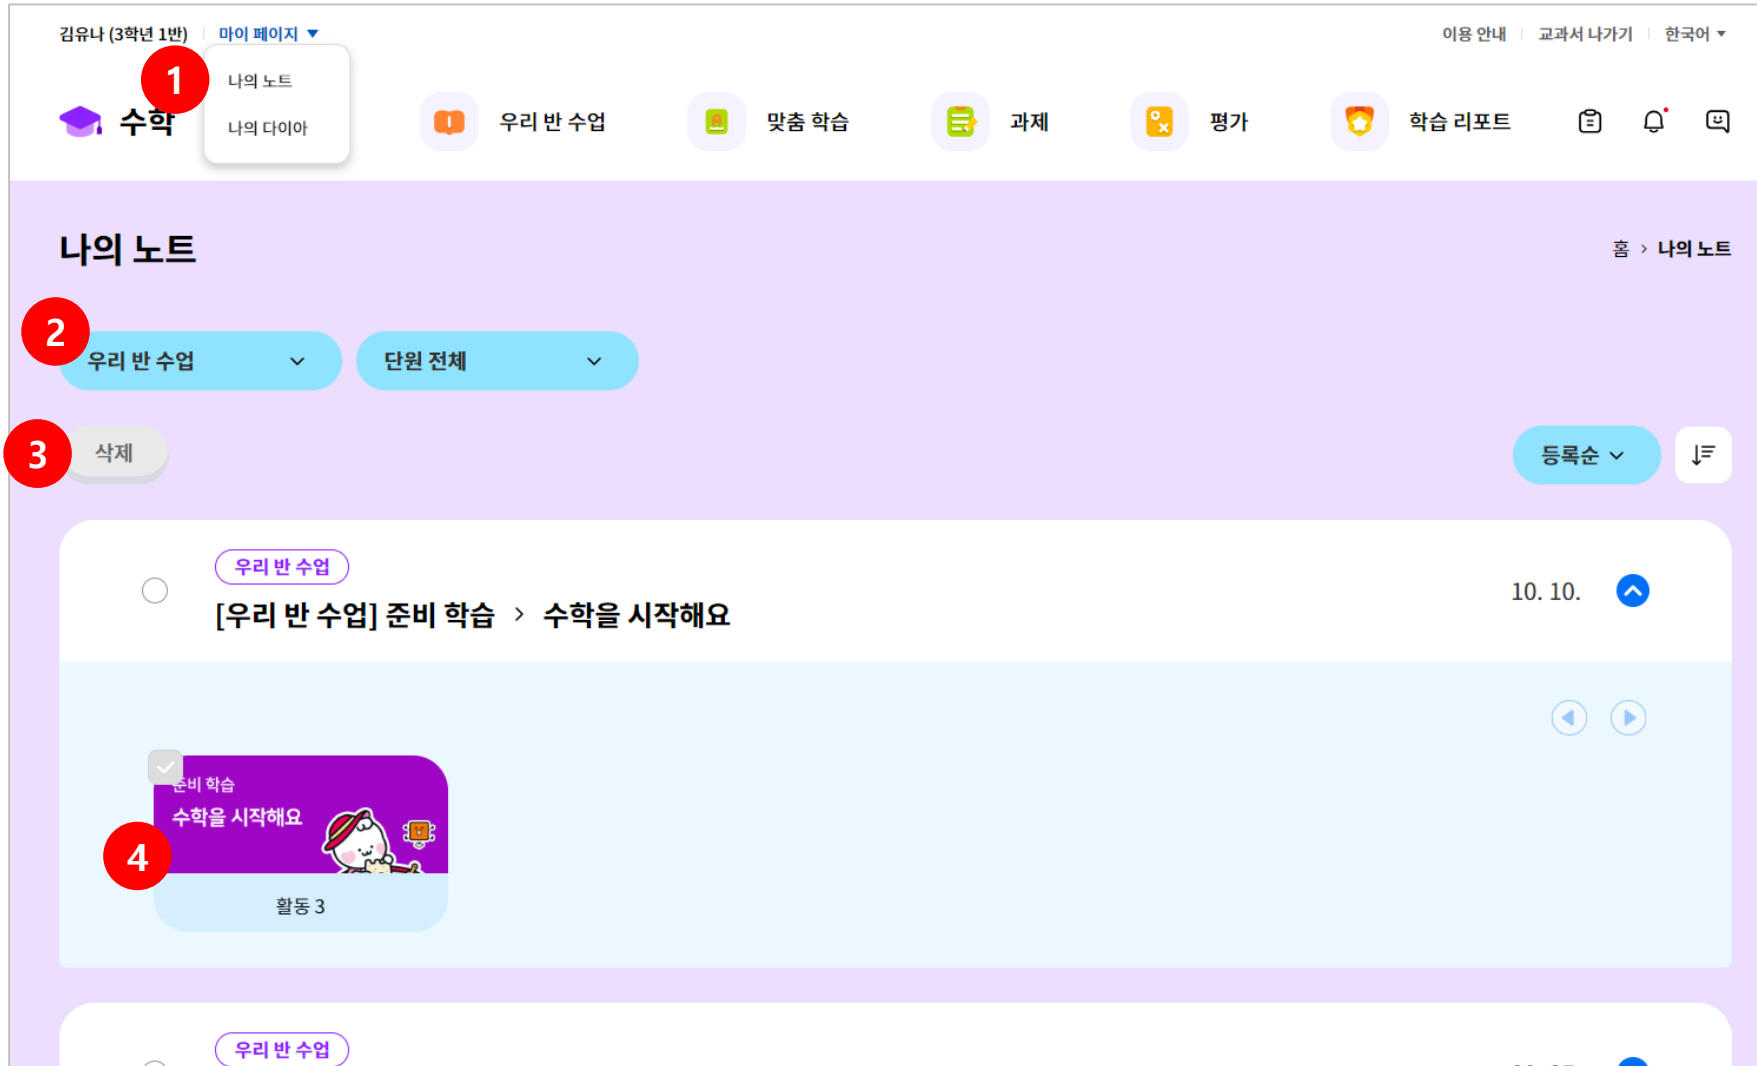 김유나 (3학년 1반)
마이 페이지 ▼
이용 안내
교과서 나가기
한국어 ▼
1
나의 노트
나의 다이아
수학
우리 반 수업
맞춤 학습
과제
평가
학습 리포트
나의 노트
홈 > 나의 노트
2
우리 반 수업
단원 전체
3
삭제
등록순
우리 반 수업
[우리 반 수업] 준비 학습 > 수학을 시작해요
10. 10.
준비 학습
수학을 시작해요
4
활동 3
우리 반 수업